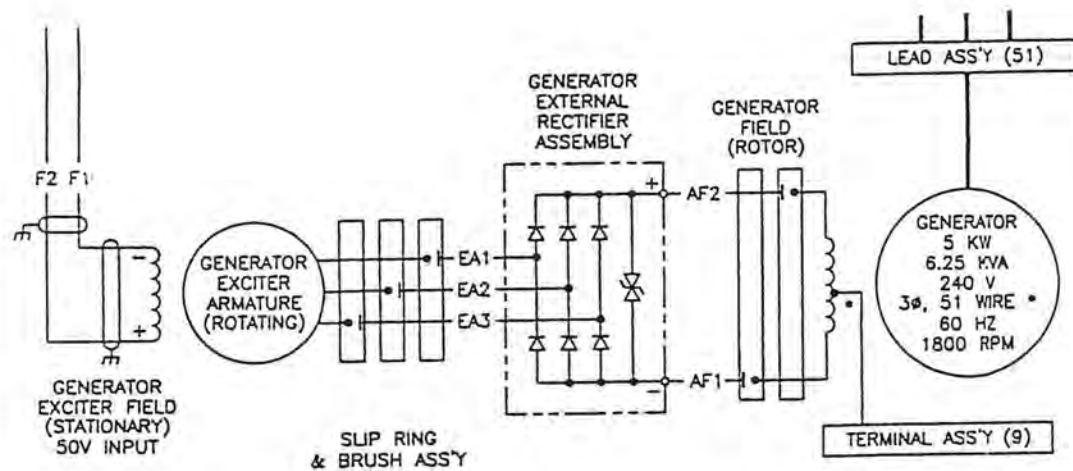 LEAD ASS'Y (51)
GENERATOR
EXTERNAL
RECTIFIER
ASSEMBLY
GENERATOR
FIELD
(ROTOR)
F2 F1
+
AF2
GENERATOR
5 KW
6.25 KVA
240 V
3ø, 51 WIRE •
60 HZ
1800 RPM
−
+
GENERATOR
EXCITER
ARMATURE
(ROTATING)
EA1
EA2
EA3
•
−
AF1
GENERATOR
EXCITER FIELD
(STATIONARY)
50V INPUT
SLIP RING
& BRUSH ASS'Y
TERMINAL ASS'Y (9)